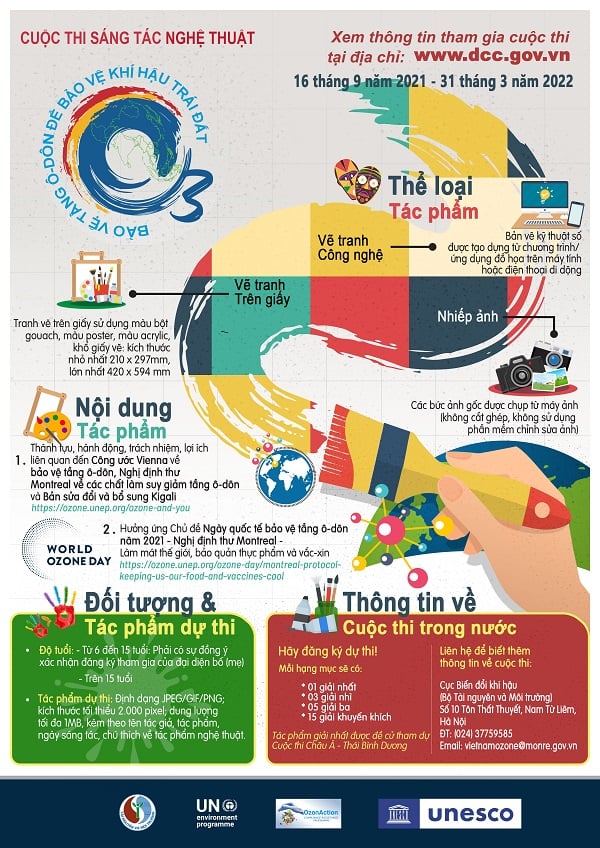 CUỘC THI SÁNG TÁC NGHỆ THUẬT
Xem thông tin tham gia cuộc thi
tại địa chỉ: www.dcc.gov.vn
16 tháng 9 năm 2021 - 31 tháng 3 năm 2022
BẢO VỆ TẦNG Ô-DÔN ĐỂ BẢO VỆ KHÍ HẬU TRÁI ĐẤT
O3
Thể loại
Tác phẩm
Vẽ tranh
Công nghệ
Bản vẽ kỹ thuật số
được tạo dựng từ chương trình/
ứng dụng đồ họa trên máy tính
hoặc điện thoại di động
Vẽ tranh
Trên giấy
Tranh vẽ trên giấy sử dụng màu bột,
gouach, màu poster, màu acrylic,
khổ giấy vẽ: kích thước
nhỏ nhất 210 x 297mm,
lớn nhất 420 x 594 mm
Nhiếp ảnh
Các bức ảnh gốc được chụp từ máy ảnh
(không cắt ghép, không sử dụng
phần mềm chỉnh sửa ảnh)
Nội dung
Tác phẩm
1. Thành tựu, hành động, trách nhiệm, lợi ích
liên quan đến Công ước Vienna về
bảo vệ tầng ô-dôn, Nghị định thư
Montreal về các chất làm suy giảm tầng ô-dôn
và Bản sửa đổi và bổ sung Kigali
https://ozone.unep.org/ozone-and-you
WORLD
OZONE DAY
2. Hưởng ứng Chủ đề Ngày quốc tế bảo vệ tầng ô-dôn
năm 2021 - Nghị định thư Montreal -
Làm mát thế giới, bảo quản thực phẩm và vắc-xin
https://ozone.unep.org/ozone-day/montreal-protocol-
keeping-us-our-food-and-vaccines-cool
Đối tượng &
Tác phẩm dự thi
• Độ tuổi: - Từ 6 đến 15 tuổi: Phải có sự đồng ý
xác nhận đăng ký tham gia của đại diện bố (mẹ)
- Trên 15 tuổi
• Tác phẩm dự thi: Định dạng JPEG/GIF/PNG;
kích thước tối thiểu 2.000 pixel; dung lượng
tối đa 1MB, kèm theo tên tác giả, tác phẩm,
ngày sáng tác, chú thích về tác phẩm nghệ thuật.
Thông tin về
Cuộc thi trong nước
Hãy đăng ký dự thi!
Mỗi hạng mục sẽ có:
• 01 giải nhất
• 03 giải nhì
• 05 giải ba
• 15 giải khuyến khích
Tác phẩm giải nhất được đề cử tham dự
Cuộc thi Châu Á - Thái Bình Dương
Liên hệ để biết thêm
thông tin về cuộc thi:
Cục Biến đổi khí hậu
(Bộ Tài nguyên và Môi trường)
Số 10 Tôn Thất Thuyết, Nam Từ Liêm,
Hà Nội
ĐT: (024) 37759585
Email: vietnamozone@monre.gov.vn
UN
environment
programme
OzonAction
unesco